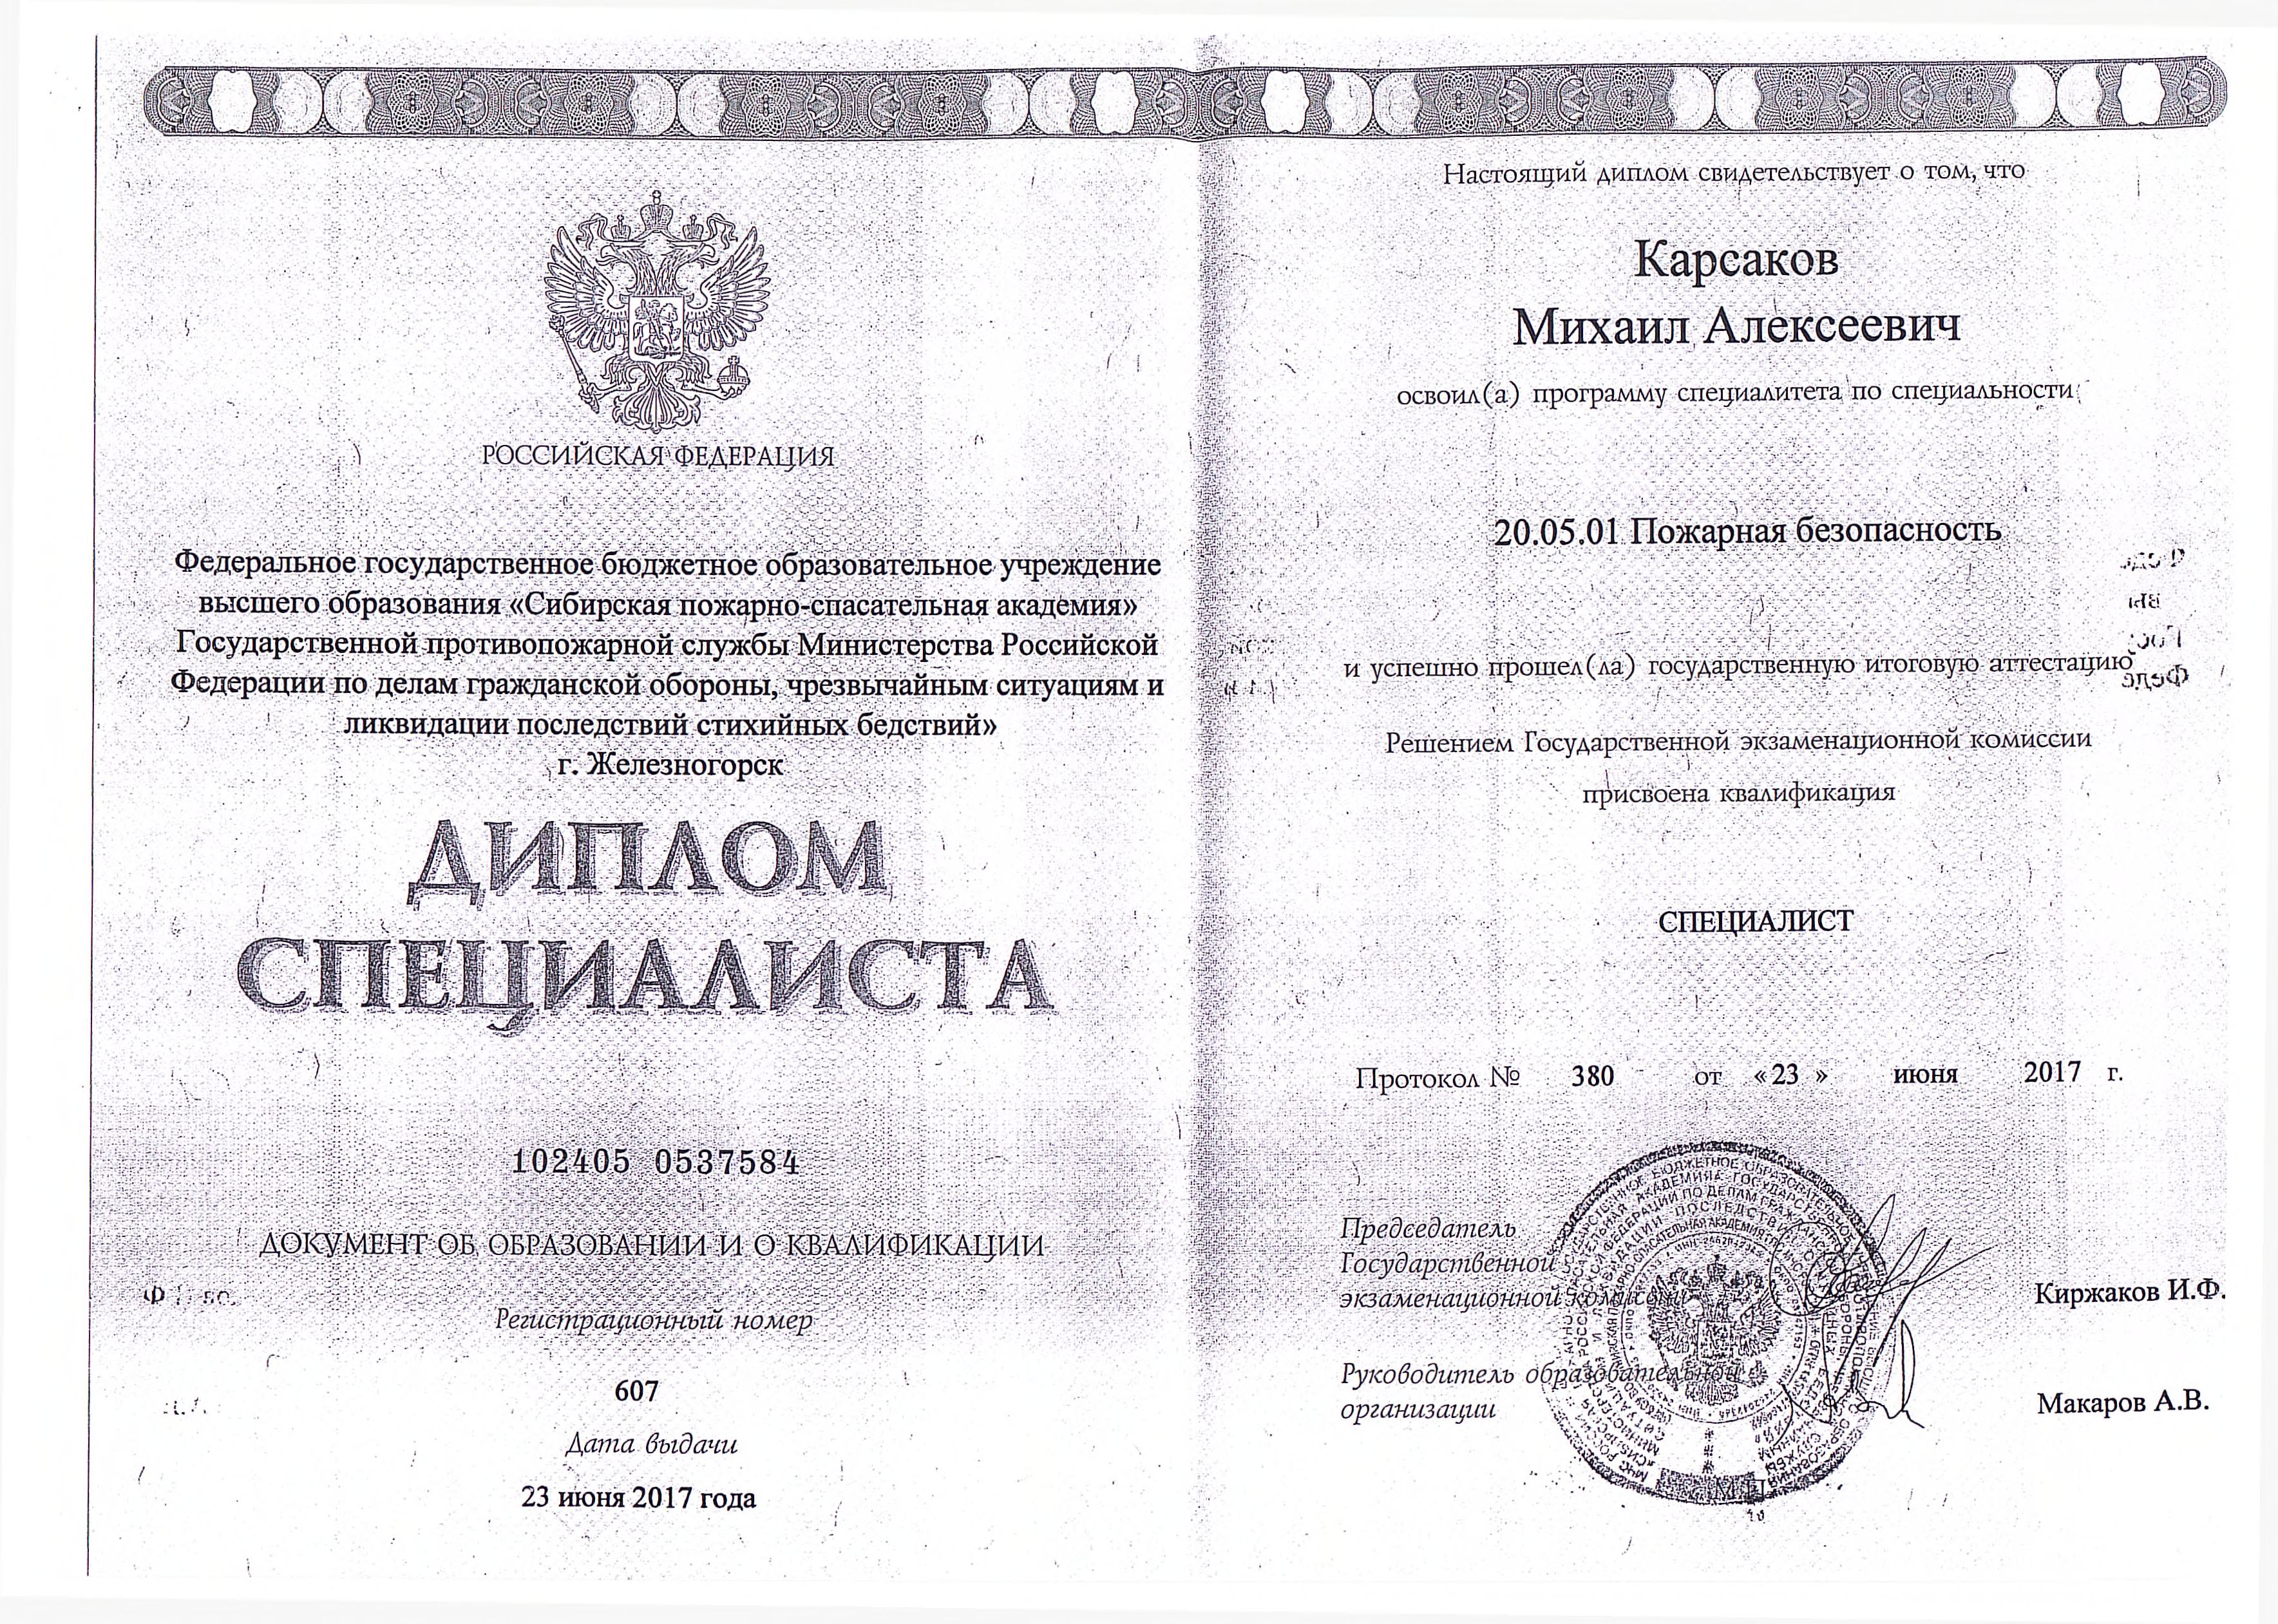 РОССИЙСКАЯ ФЕДЕРАЦИЯ
Федеральное государственное бюджетное образовательное учреждение
высшего образования «Сибирская пожарно-спасательная академия»
Государственной противопожарной службы Министерства Российской
Федерации по делам гражданской обороны, чрезвычайным ситуациям и
ликвидации последствий стихийных бедствий»
г. Железногорск
ДИПЛОМ
СПЕЦИАЛИСТА
102405 0537584
ДОКУМЕНТ ОБ ОБРАЗОВАНИИ И О КВАЛИФИКАЦИИ
Регистрационный номер
607
Дата выдачи
23 июня 2017 года
Настоящий диплом свидетельствует о том, что
Карсаков
Михаил Алексеевич
освоил(а) программу специалитета по специальности
20.05.01 Пожарная безопасность
и успешно прошел(ла) государственную итоговую аттестацию
Решением Государственной экзаменационной комиссии
присвоена квалификация
СПЕЦИАЛИСТ
Протокол № 380 от «23 » июня 2017 г.
Председатель
Государственной
экзаменационной комиссии
Киржаков И.Ф.
Руководитель образовательной
организации
Макаров А.В.
М.П.